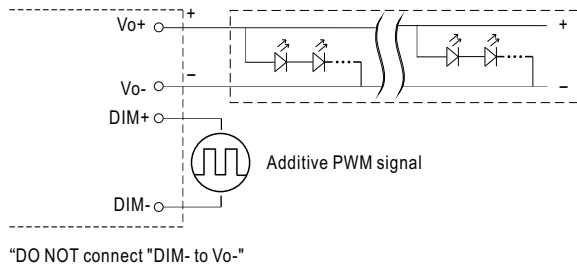 Vo+
+
+
Vo-
−
−
DIM+
Additive PWM signal
DIM-
“DO NOT connect "DIM- to Vo-"